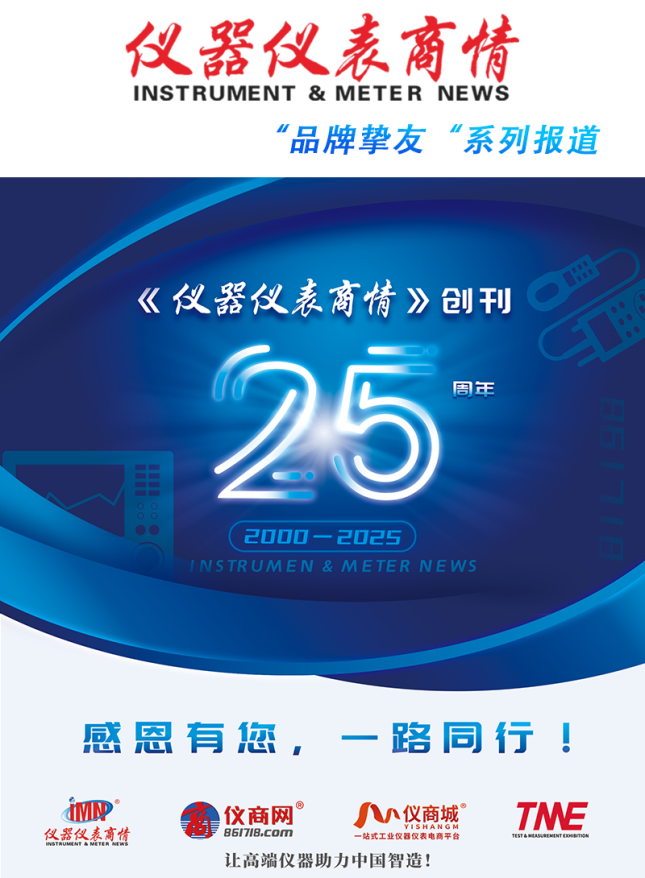 仪器仪表商情
INSTRUMENT & METER NEWS
“品牌挚友“系列报道
《仪器仪表商情》创刊
25
周年
861718
2000—2025
INSTRUMEN & METER NEWS
感恩有您，一路同行！
iMN®
仪器仪表商情
INSTRUMENT & METER NEWS
商 仪商网®
861718.com
仪商城®
YISHANGM
一站式工业仪器仪表电商平台
TME
TEST & MEASUREMENT EXHIBITION
让高端仪器助力中国智造！